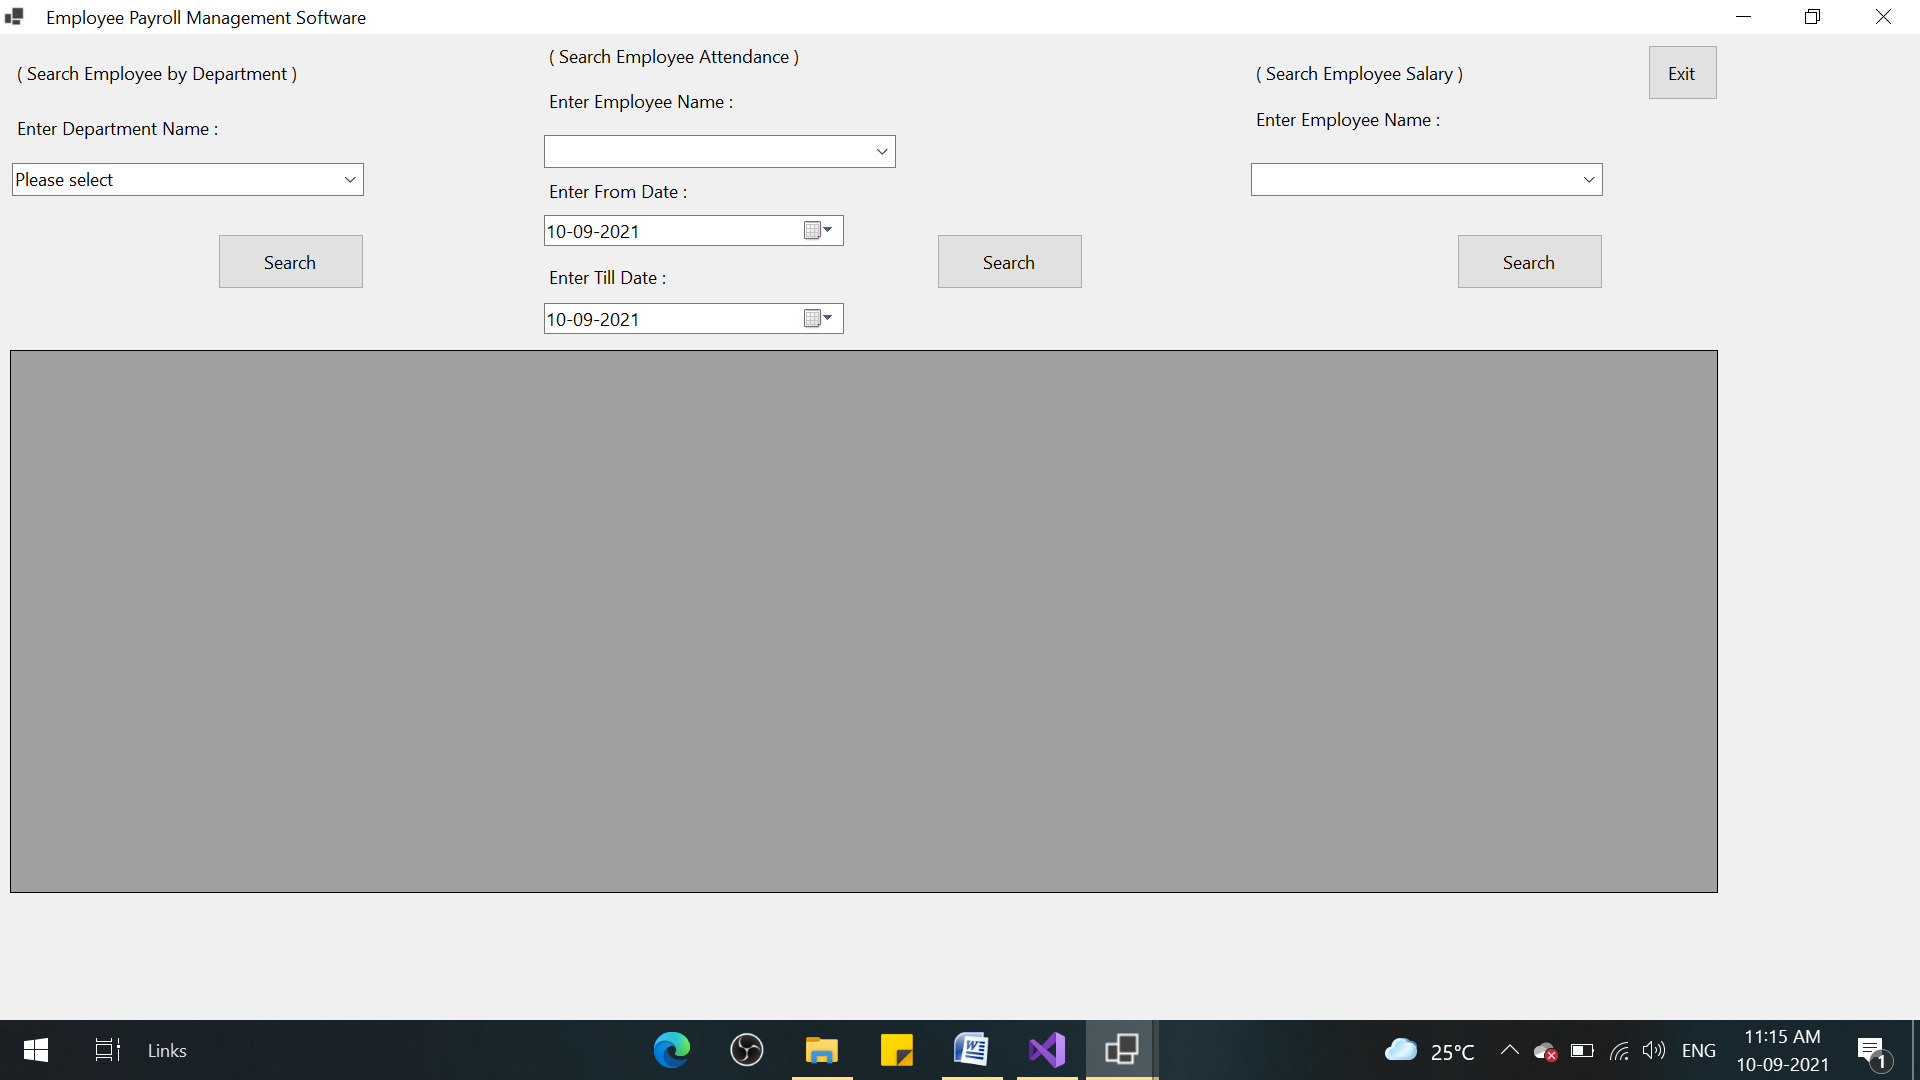 Employee Payroll Management Software
( Search Employee by Department )
Enter Department Name :
Please select
Search
( Search Employee Attendance )
Enter Employee Name :
Enter From Date :
10-09-2021
Enter Till Date :
10-09-2021
Search
( Search Employee Salary )
Enter Employee Name :
Search
Exit
Links
W
25°C
ENG
11:15 AM
10-09-2021
1